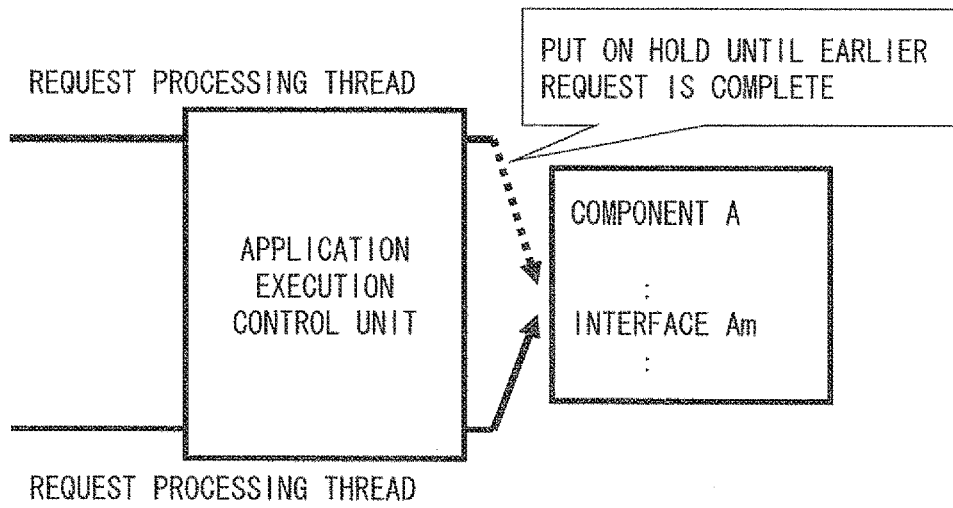 PUT ON HOLD UNTIL EARLIER
REQUEST IS COMPLETE
REQUEST PROCESSING THREAD
APPLICATION
EXECUTION
CONTROL UNIT
COMPONENT A
:
INTERFACE Am
:
REQUEST PROCESSING THREAD